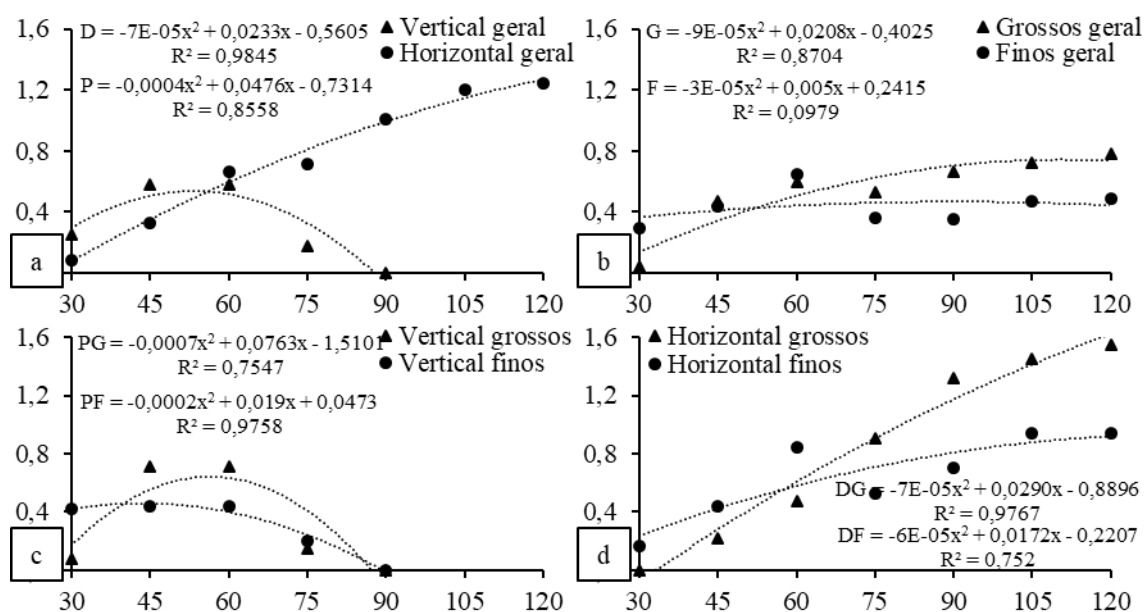 1,6
D = -7E-05x² + 0,0233x - 0,5605
R² = 0,9845
P = -0,0004x² + 0,0476x - 0,7314
R² = 0,8558
▲ Vertical geral
● Horizontal geral
1,2
0,8
0,4
a
30 45 60 75 90 105 120
1,6
G = -9E-05x² + 0,0208x - 0,4025
R² = 0,8704
F = -3E-05x² + 0,005x + 0,2415
R² = 0,0979
▲ Grossos geral
● Finos geral
1,2
0,8
0,4
b
30 45 60 75 90 105 120
1,6
PG = -0,0007x² + 0,0763x - 1,5101
R² = 0,7547
PF = -0,0002x² + 0,019x + 0,0473
R² = 0,9758
▲ Vertical grossos
● Vertical finos
1,2
0,8
0,4
c
30 45 60 75 90 105 120
1,6
▲ Horizontal grossos
● Horizontal finos
1,2
0,8
0,4
DG = -7E-05x² + 0,0290x - 0,8896
R² = 0,9767
DF = -6E-05x² + 0,0172x - 0,2207
R² = 0,752
d
30 45 60 75 90 105 120